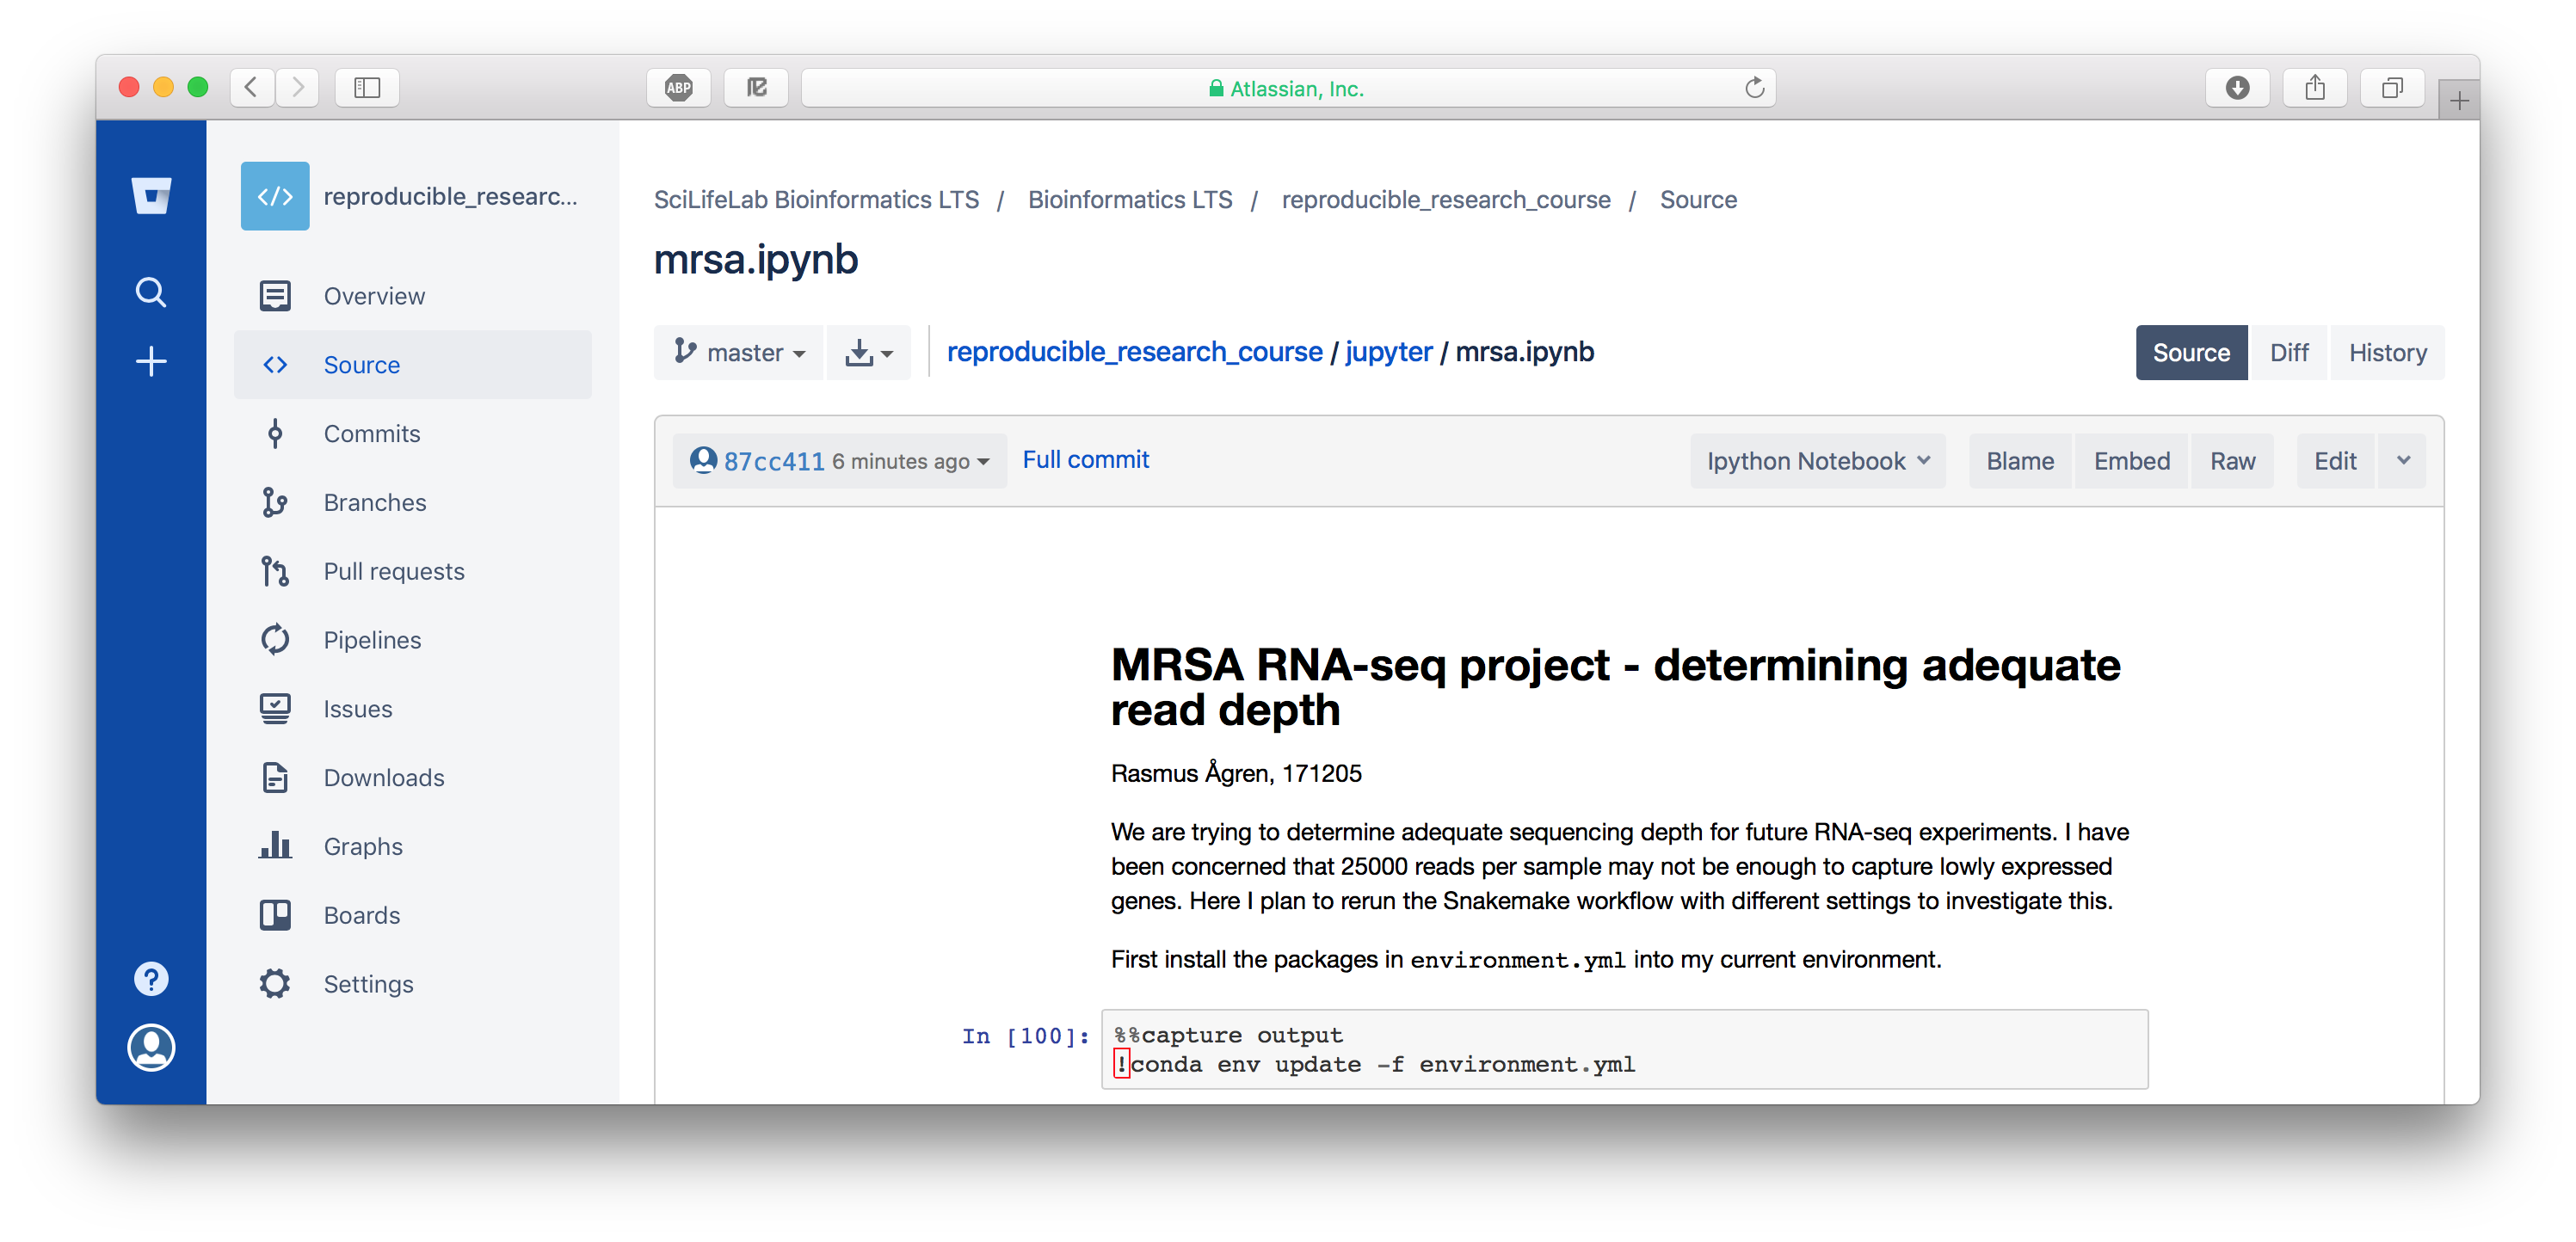 ABP
Atlassian, Inc.
</> reproducible_researc...
Overview
Source
Commits
Branches
Pull requests
Pipelines
Issues
Downloads
Graphs
Boards
Settings
SciLifeLab Bioinformatics LTS / Bioinformatics LTS / reproducible_research_course / Source
mrsa.ipynb
master reproducible_research_course / jupyter / mrsa.ipynb Source Diff History
87cc411 6 minutes ago Full commit Ipython Notebook Blame Embed Raw Edit
MRSA RNA-seq project - determining adequate
read depth
Rasmus Ågren, 171205
We are trying to determine adequate sequencing depth for future RNA-seq experiments. I have
been concerned that 25000 reads per sample may not be enough to capture lowly expressed
genes. Here I plan to rerun the Snakemake workflow with different settings to investigate this.
First install the packages in environment.yml into my current environment.
In [100]: %%capture output
!conda env update -f environment.yml